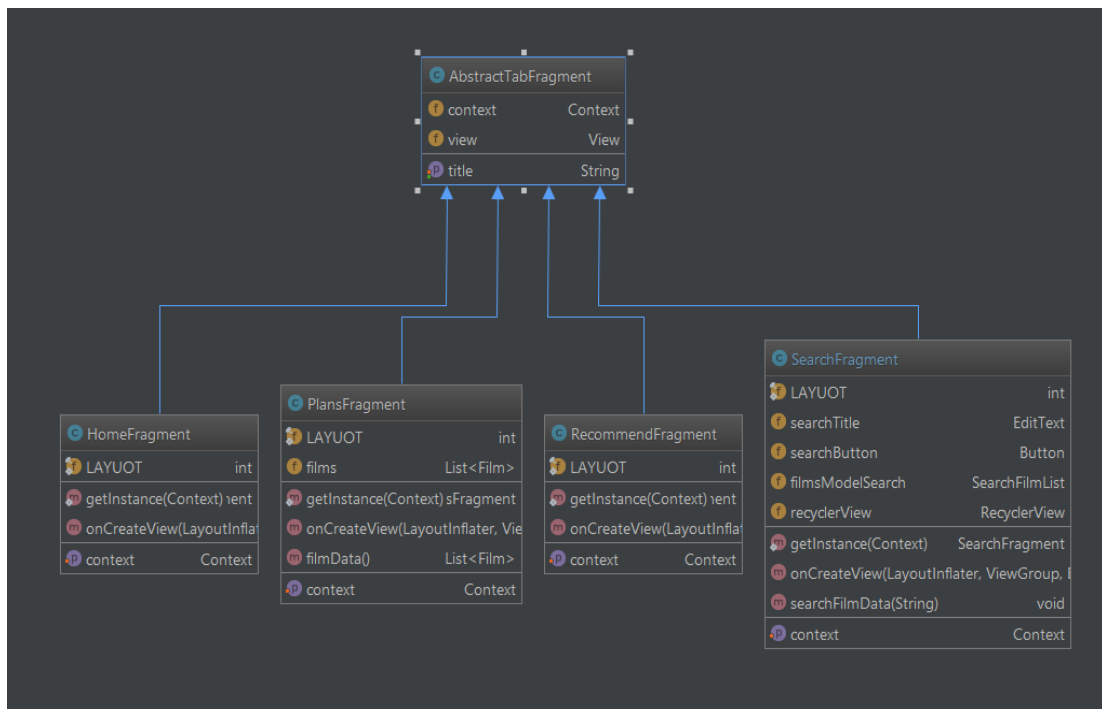 AbstractTabFragment
context Context
view View
title String
HomeFragment
LAYUOT int
getInstance(Context)
onCreateView(LayoutInflat
context Context
PlansFragment
LAYUOT int
films List<Film>
getInstance(Context) sFragment
onCreateView(LayoutInflater, Vie
filmData() List<Film>
context Context
RecommendFragment
LAYUOT int
getInstance(Context)
onCreateView(LayoutInflat
context Context
SearchFragment
LAYUOT int
searchTitle EditText
searchButton Button
filmsModelSearch SearchFilmList
recyclerView RecyclerView
getInstance(Context) SearchFragment
onCreateView(LayoutInflater, ViewGroup,
searchFilmData(String) void
context Context